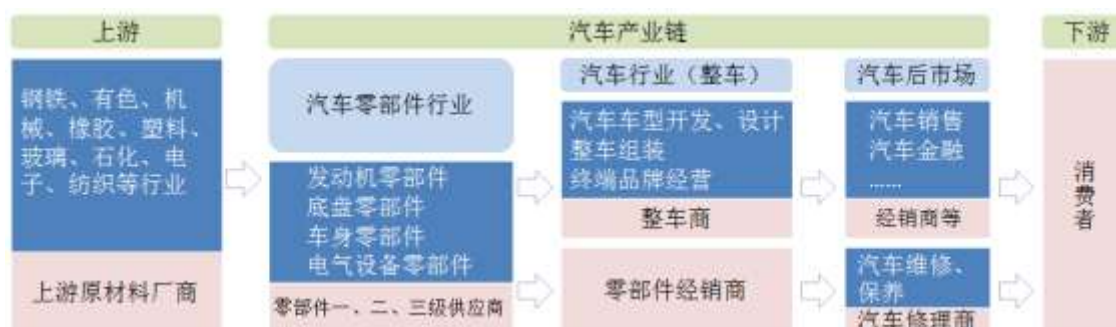 上游
汽车产业链
下游
钢铁、有色、机
械、橡胶、塑料、
玻璃、石化、电
子、纺织等行业
上游原材料厂商
汽车零部件行业
发动机零部件
底盘零部件
车身零部件
电气设备零部件
零部件一、二、三级供应商
汽车行业（整车）
汽车车型开发、设计
整车组装
终端品牌经营
整车商
零部件经销商
汽车后市场
汽车销售
汽车金融
......
经销商等
汽车维修、
保养
汽车修理商
消费者